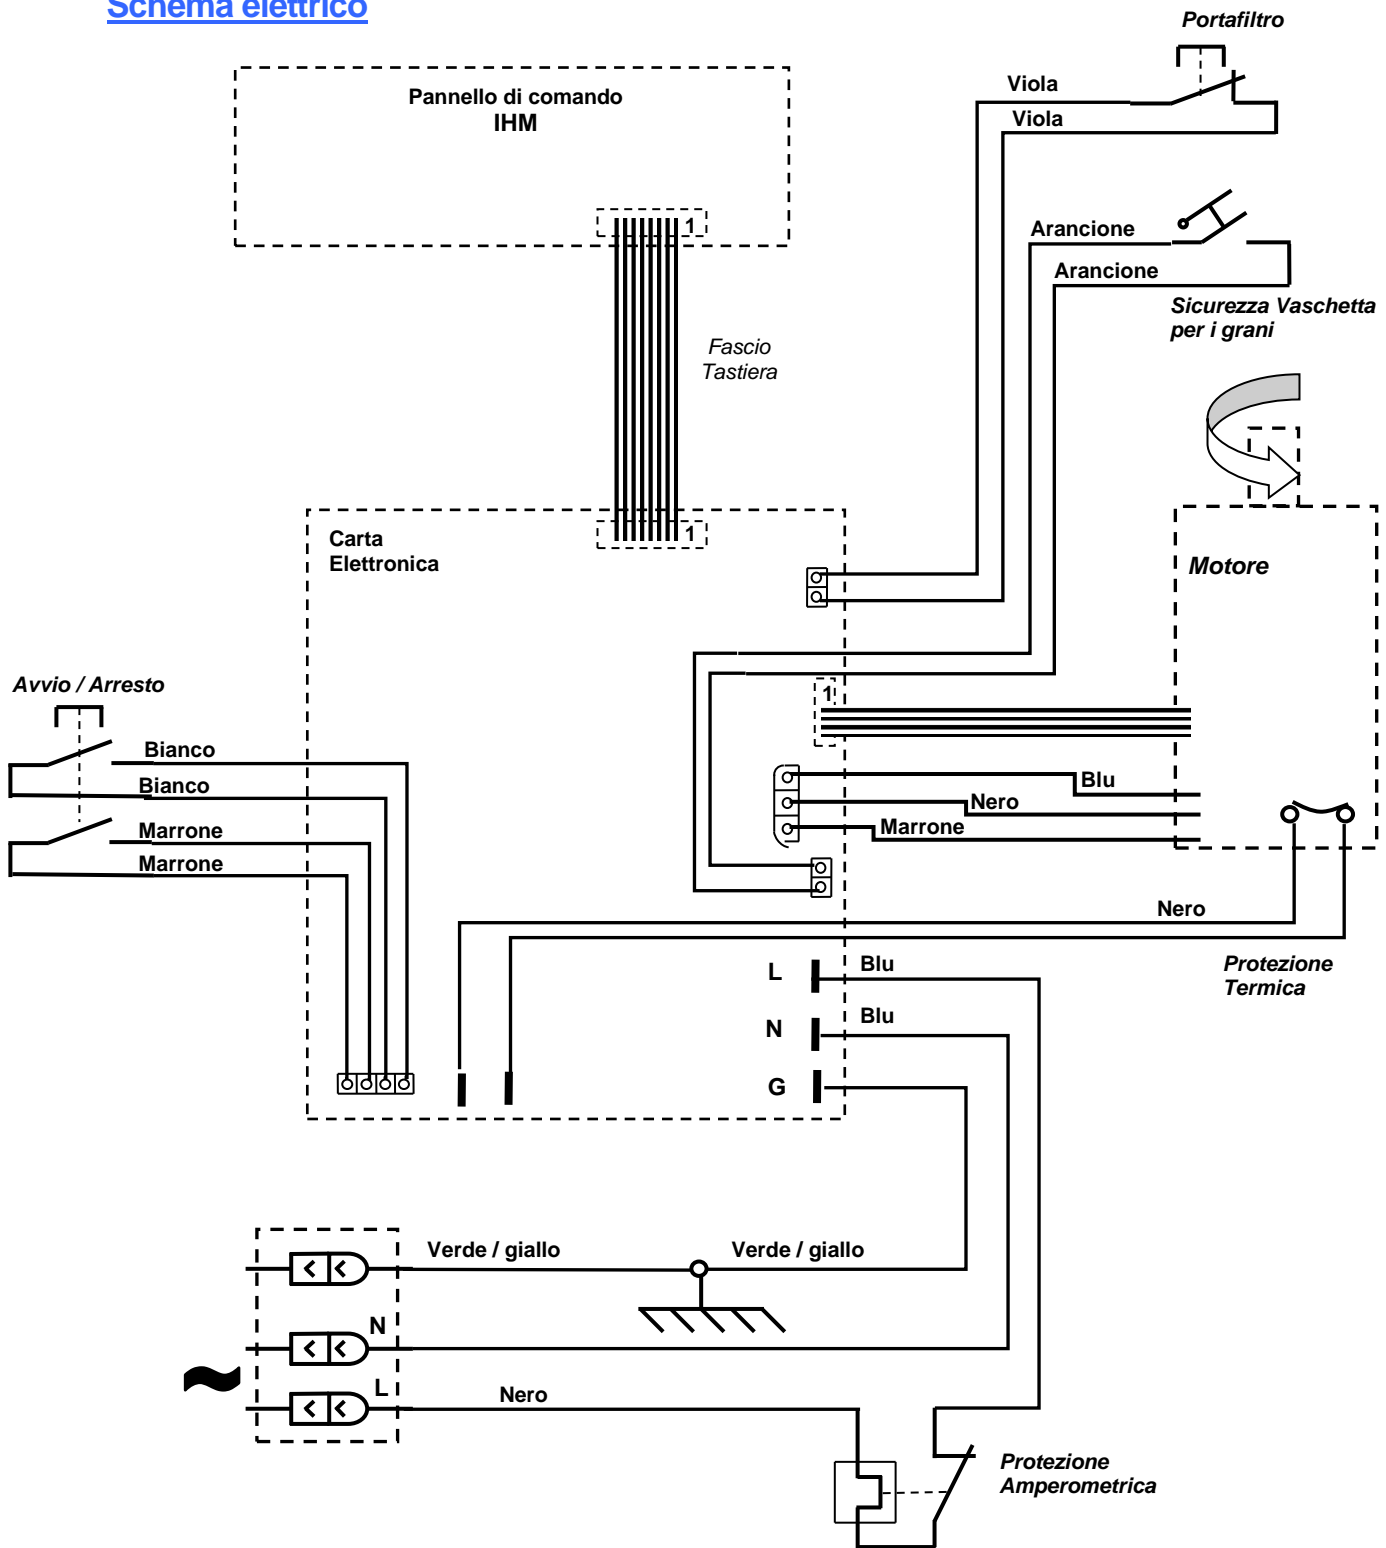 Schema elettrico
Portafiltro
Pannello di comando
IHM
Viola
Viola
1
Arancione
Arancione
Sicurezza Vaschetta
per i grani
Fascio
Tastiera
1
Carta
Elettronica
Motore
Avvio / Arresto
1
Bianco
Bianco
Marrone
Marrone
Blu
Nero
Marrone
Nero
L
Blu
Protezione
Termica
N
Blu
G
Verde / giallo
Verde / giallo
N
L
Nero
Protezione
Amperometrica